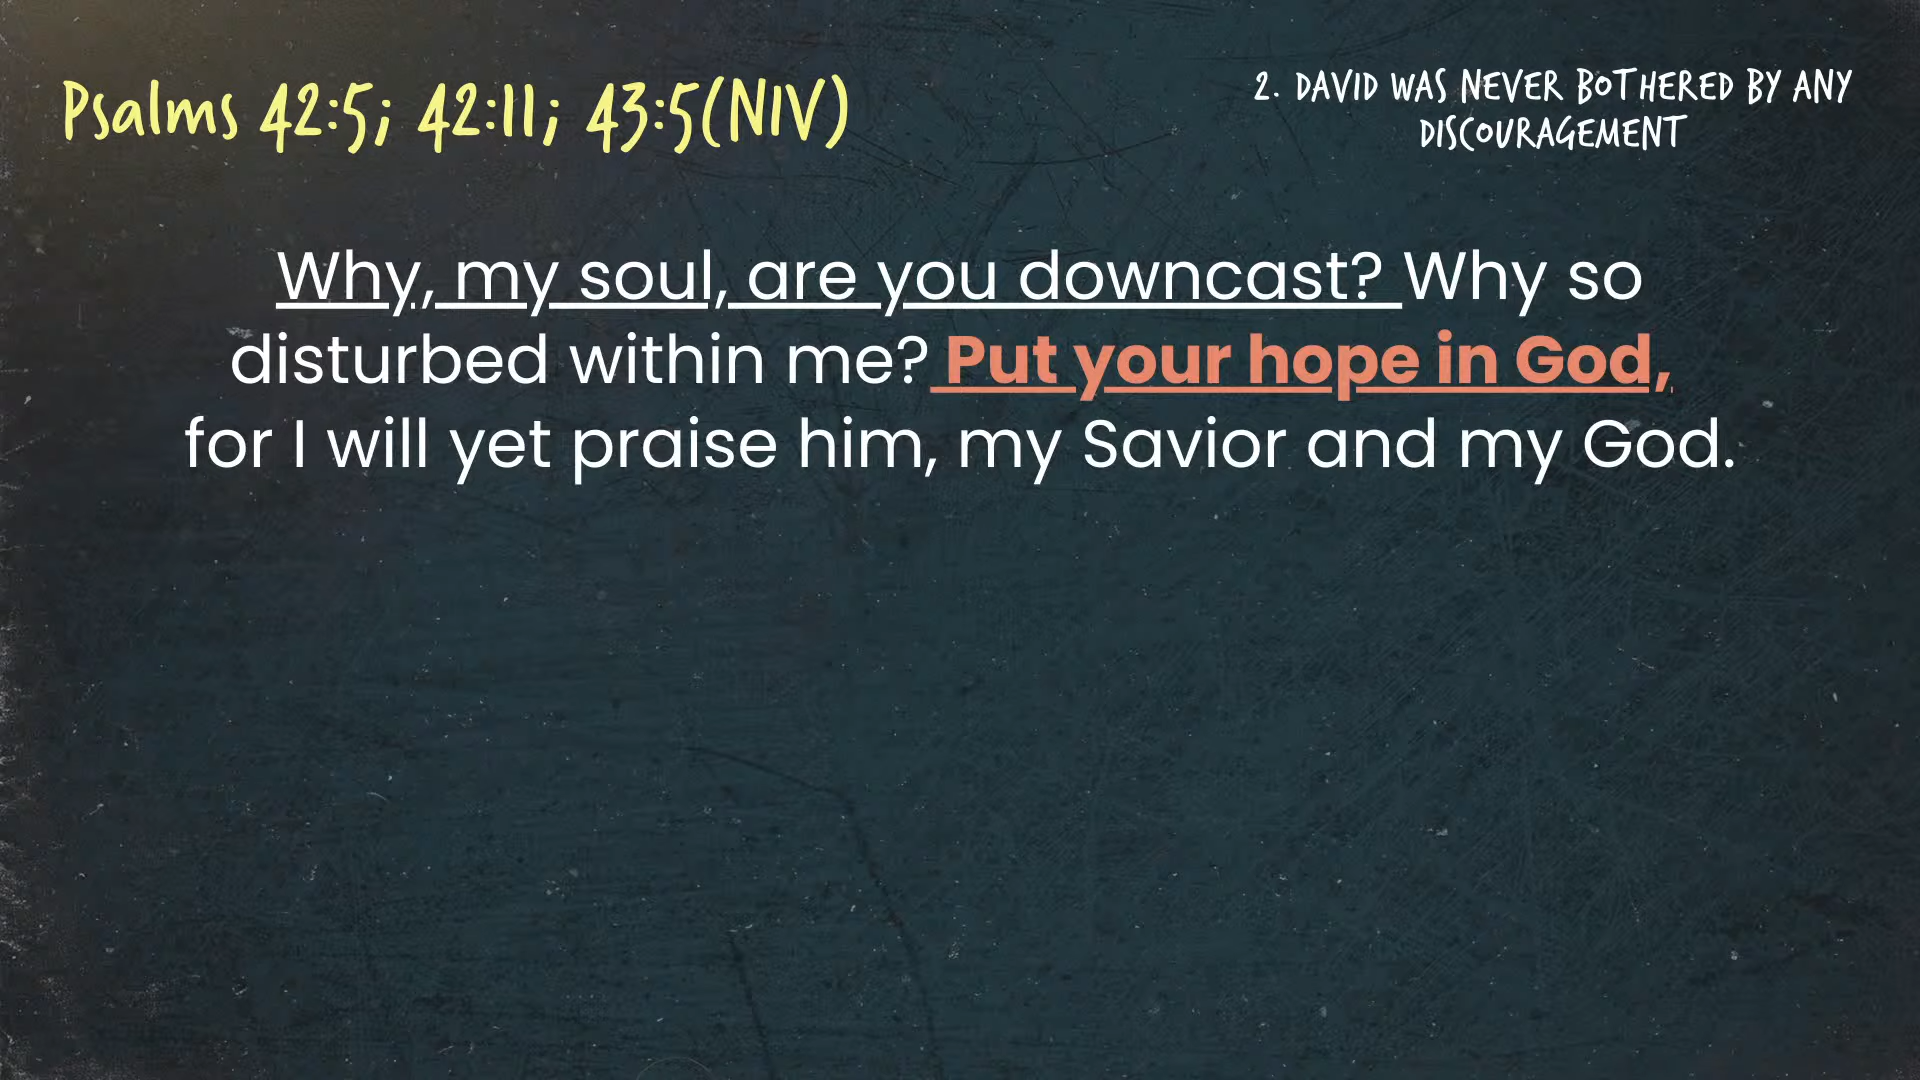 Psalms 42:5; 42:11; 43:5(NIV)
2. DAVID WAS NEVER BOTHERED BY ANY
DISCOURAGEMENT
Why, my soul, are you downcast? Why so
disturbed within me? Put your hope in God,
for I will yet praise him, my Savior and my God.